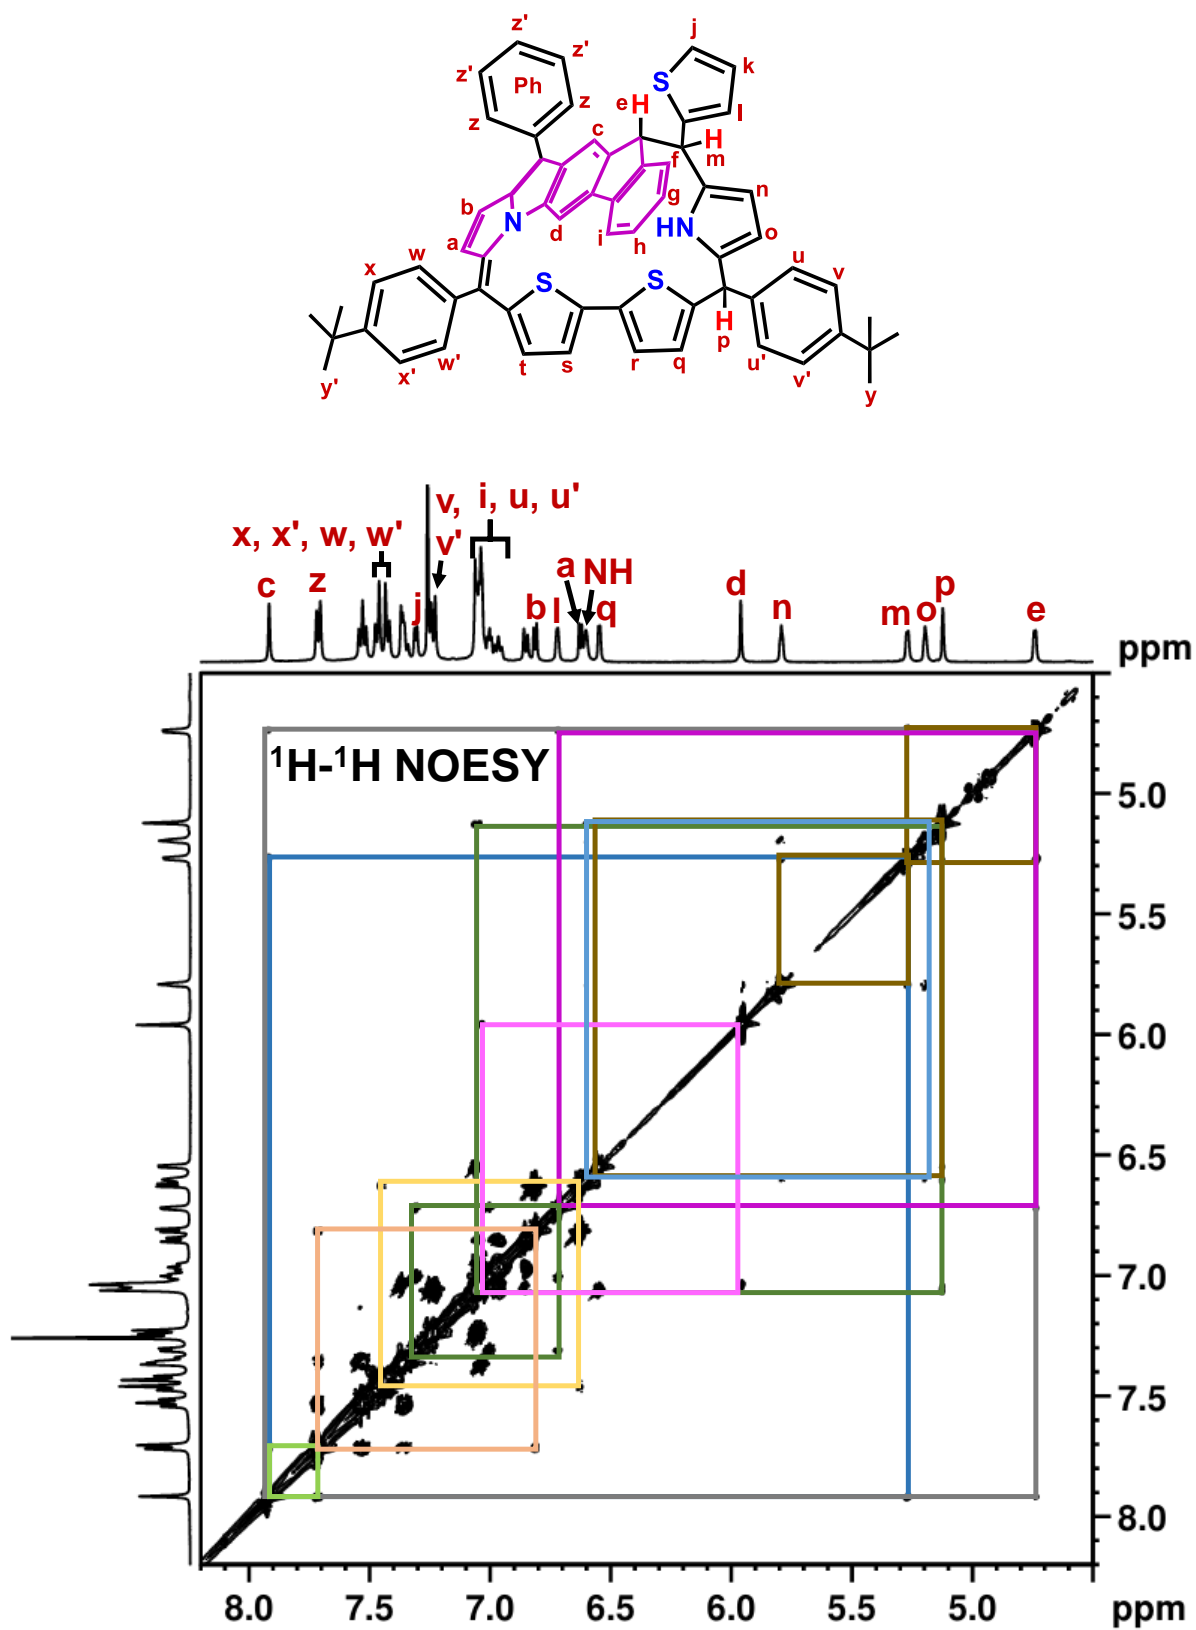 z'
z' z'
Ph
z z
S j
k
l
e H
c
H
m
f
g
b
N
d
i
h
a
HN
n
o
x
w
S
S
u
v
H
p
x'
w'
t
s
r
q
u'
v'
y'
y
x, x', w, w'
v,
v'
i, u, u'
c
z
j
b
l
a
NH
q
d
n
m
o
p
e
ppm
¹H-¹H NOESY
5.0
5.5
6.0
6.5
7.0
7.5
8.0
8.0 7.5 7.0 6.5 6.0 5.5 5.0 ppm